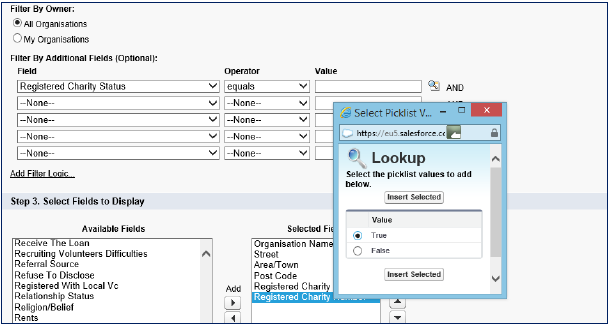 Filter By Owner:
All Organisations
My Organisations
Filter By Additional Fields (Optional):
Field Operator Value
Registered Charity Status equals AND
--None-- --None--
--None-- --None--
--None-- --None--
--None-- --None--
Add Filter Logic...
Select Picklist V...
https://eu5.salesforce.cc
Lookup
Select the picklist values to add
below.
Insert Selected
Value
True
False
Insert Selected
Step 3. Select Fields to Display
Available Fields
Receive The Loan
Recruiting Volunteers Difficulties
Referral Source
Refuse To Disclose
Registered With Local Vc
Relationship Status
Religion/Belief
Rents
Add
Selected Fie
Organisation Name
Street
Area/Town
Post Code
Registered Charity
Registered Charity